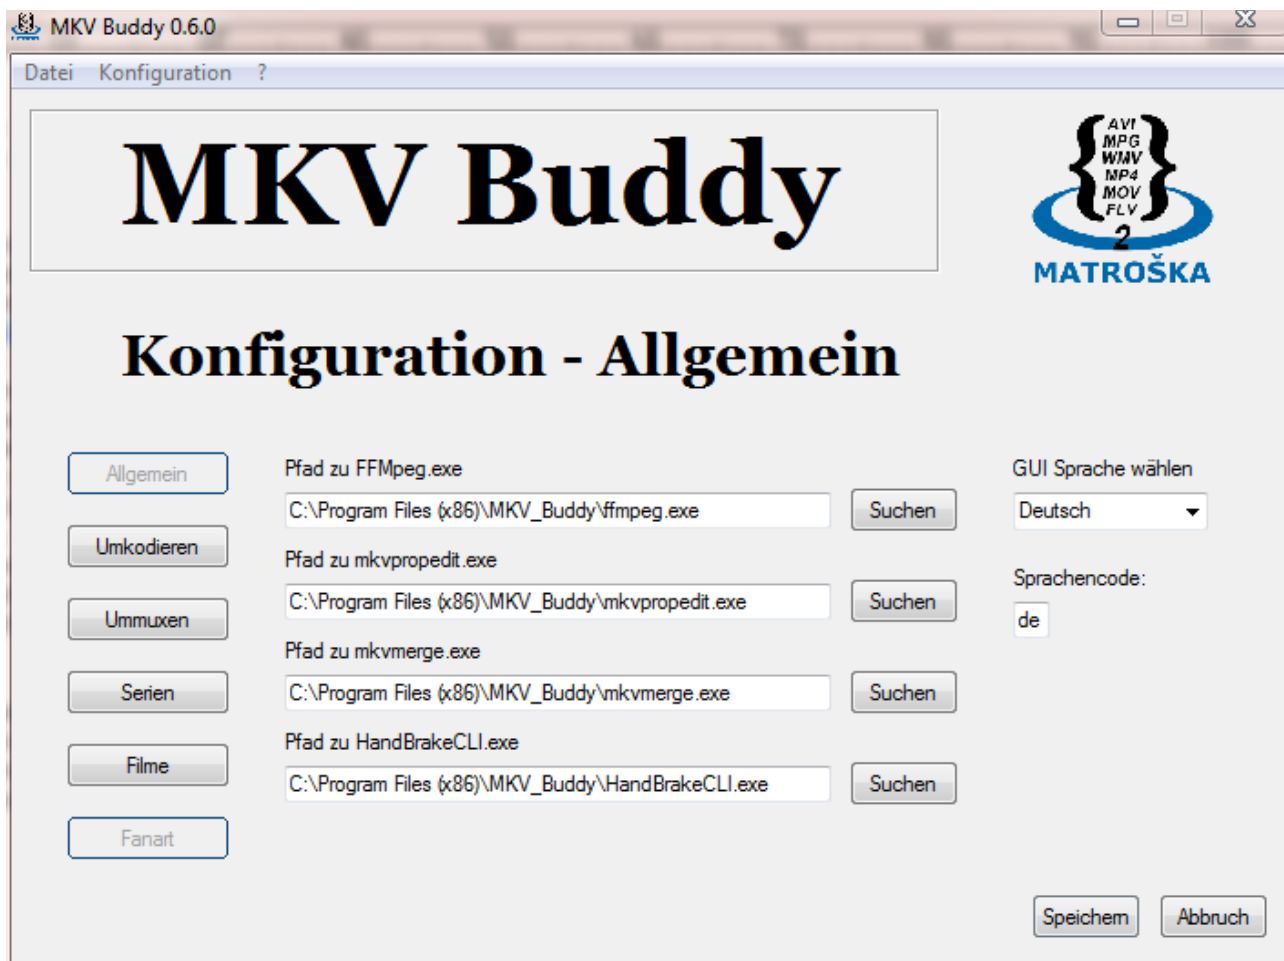 MKV Buddy 0.6.0
Datei Konfiguration ?
MKV Buddy
AVI
MPG
WMV
MP4
MOV
FLV
2
MATROŠKA
Konfiguration - Allgemein
Allgemein
Umkodieren
Ummuxen
Serien
Filme
Fanart
Pfad zu FFMpeg.exe
C:\Program Files (x86)\MKV_Buddy\ffmpeg.exe
Suchen
Pfad zu mkvpropedit.exe
C:\Program Files (x86)\MKV_Buddy\mkvpropedit.exe
Suchen
Pfad zu mkvmerge.exe
C:\Program Files (x86)\MKV_Buddy\mkvmerge.exe
Suchen
Pfad zu HandBrakeCLI.exe
C:\Program Files (x86)\MKV_Buddy\HandBrakeCLI.exe
Suchen
GUI Sprache wählen
Deutsch
Sprachencode:
de
Speichern
Abbruch